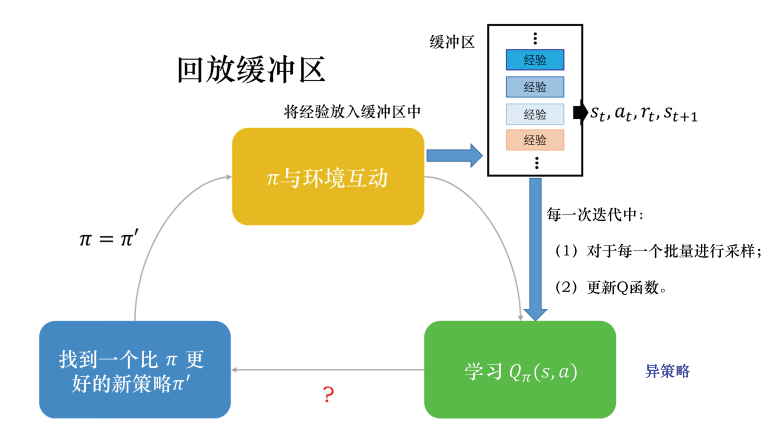 回放缓冲区
缓冲区
⋮
经验
经验
经验
经验
⋮
将经验放入缓冲区中
s_t, a_t, r_t, s_{t+1}
π与环境互动
每一次迭代中:
（1）对于每一个批量进行采样;
（2）更新Q函数。
π = π′
找到一个比 π 更
好的新策略π′
?
学习 Q_π(s,a)
异策略